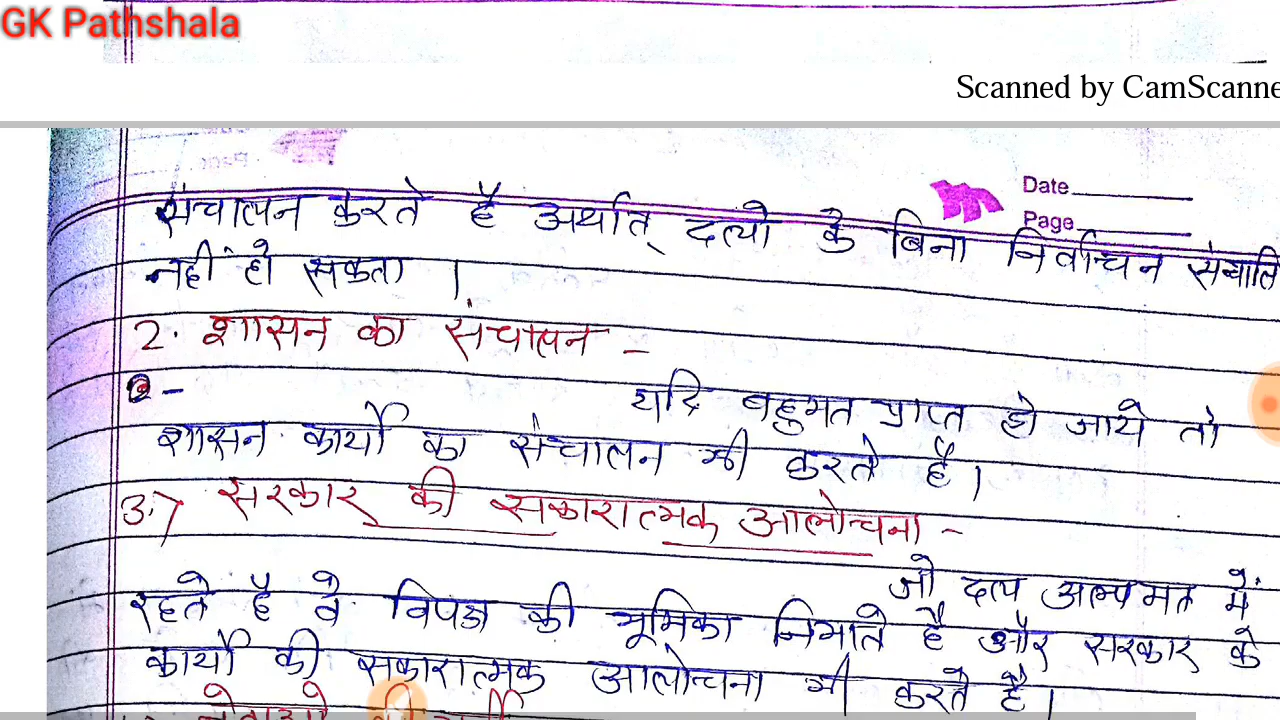 GK Pathshala
Scanned by CamScanne
Date
Page
संचालन करते है अर्थात् दलो के बिना निर्वाचन संचालि
नहीं हो सकता ।
2. शासन का संचालन -
यदि बहुमत प्राप्त हो जाये तो
शासन कार्यो का संचालन भी करते है।
3.) सरकार की सकारात्मक आलोचना -
जो दल अल्पमत में
रहते है वे विपक्ष की भूमिका निभाते है और सरकार के
कार्यो की सकारात्मक आलोचना भी करते है।